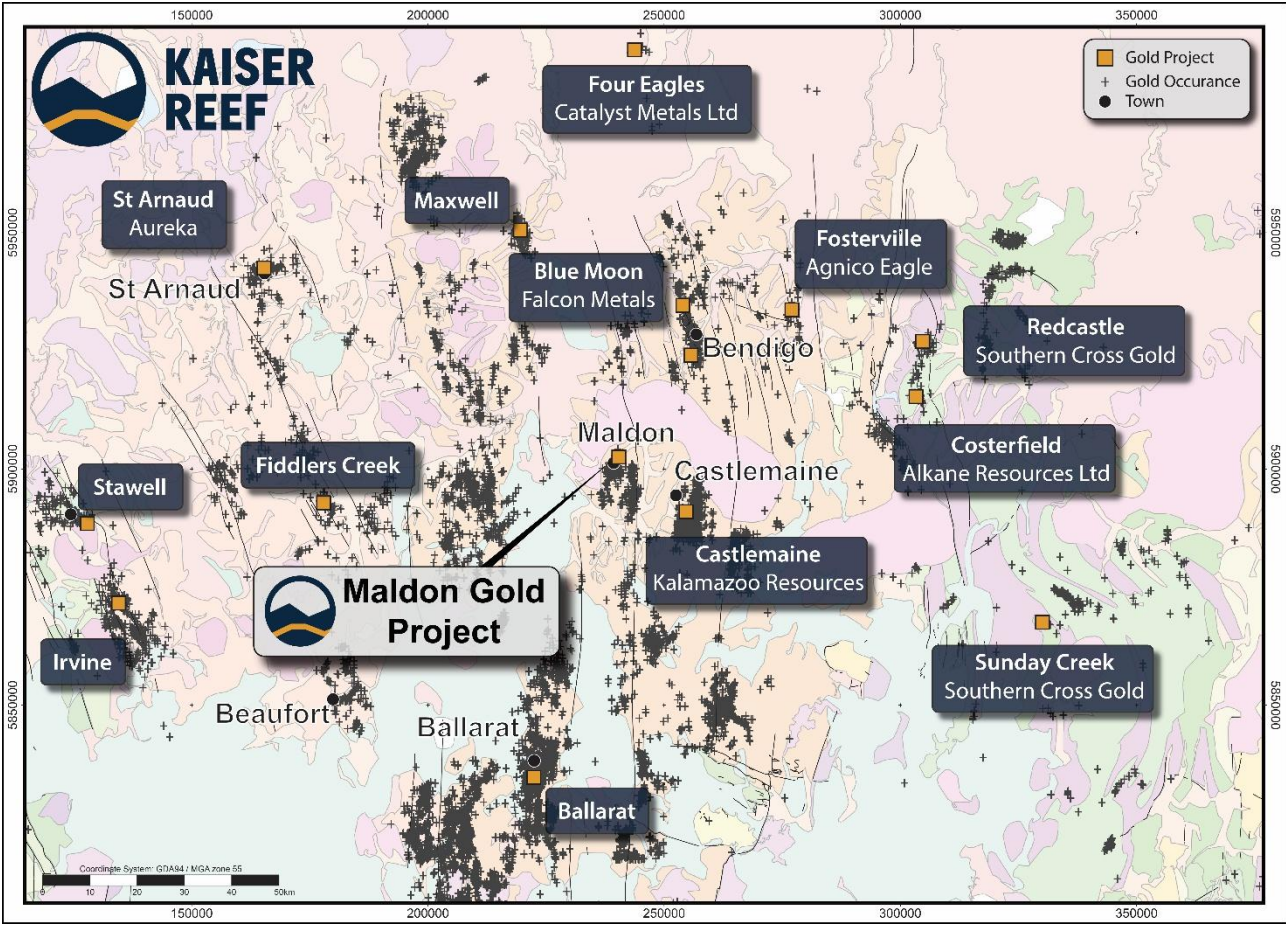 150000
200000
250000
300000
350000
KAISER
REEF
Gold Project
Gold Occurance
Town
Four Eagles
Catalyst Metals Ltd
St Arnaud
Aureka
Maxwell
5950000
5950000
Fosterville
Agnico Eagle
Blue Moon
Falcon Metals
St Arnaud
Redcastle
Southern Cross Gold
Bendigo
Maldon
Castlemaine
Costerfield
Alkane Resources Ltd
5900000
5900000
Fiddlers Creek
Stawell
Castlemaine
Kalamazoo Resources
Maldon Gold
Project
Irvine
Sunday Creek
Southern Cross Gold
5850000
5850000
Beaufort
Ballarat
Ballarat
Coordinate System: GDA94 / MGA zone 55
0 10 20 30 40 50km
150000
200000
250000
300000
350000